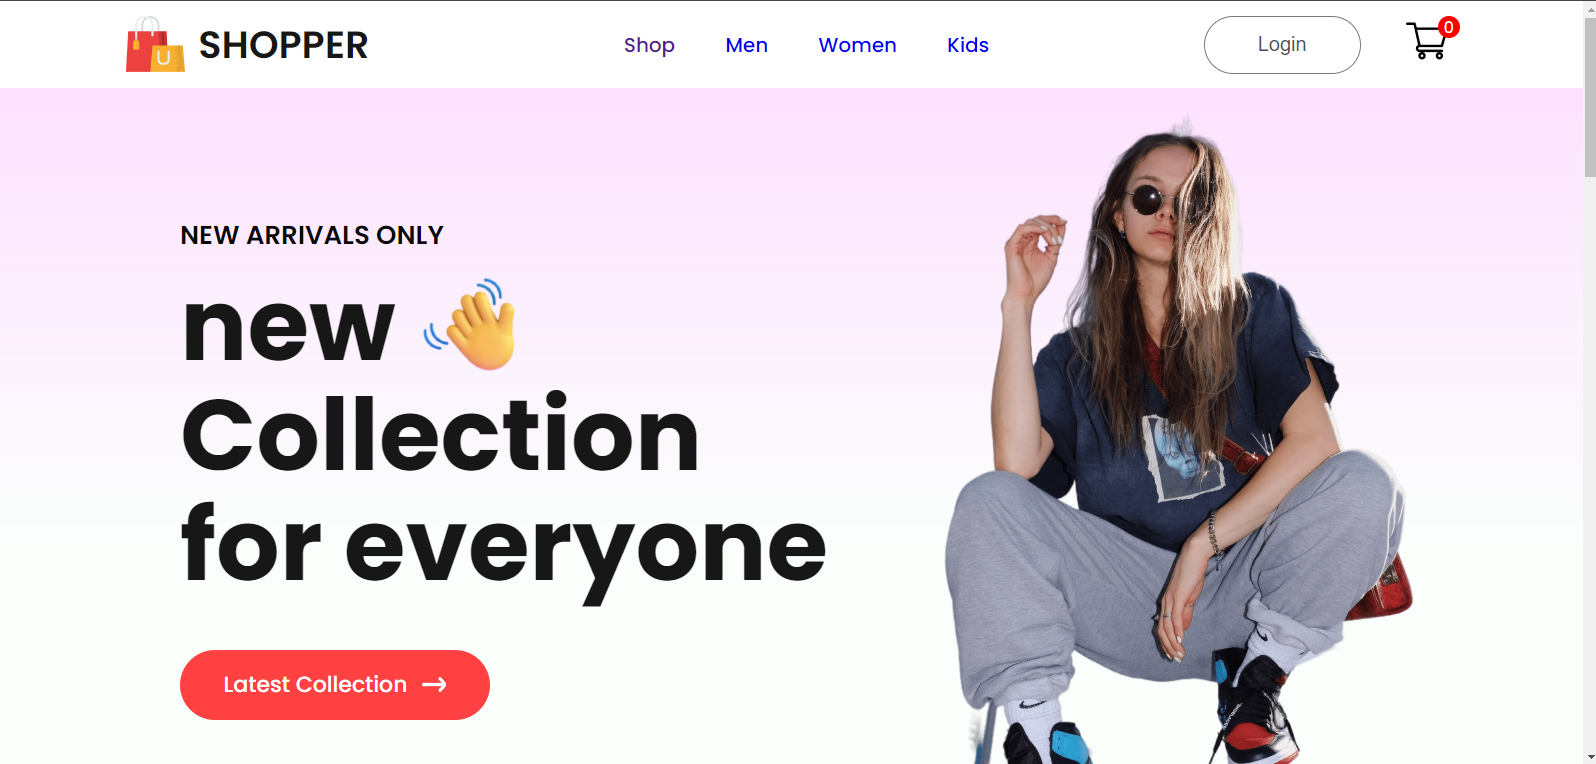 SHOPPER
Shop Men Women Kids
Login
0
U
NEW ARRIVALS ONLY
new
Collection
for everyone
Latest Collection →